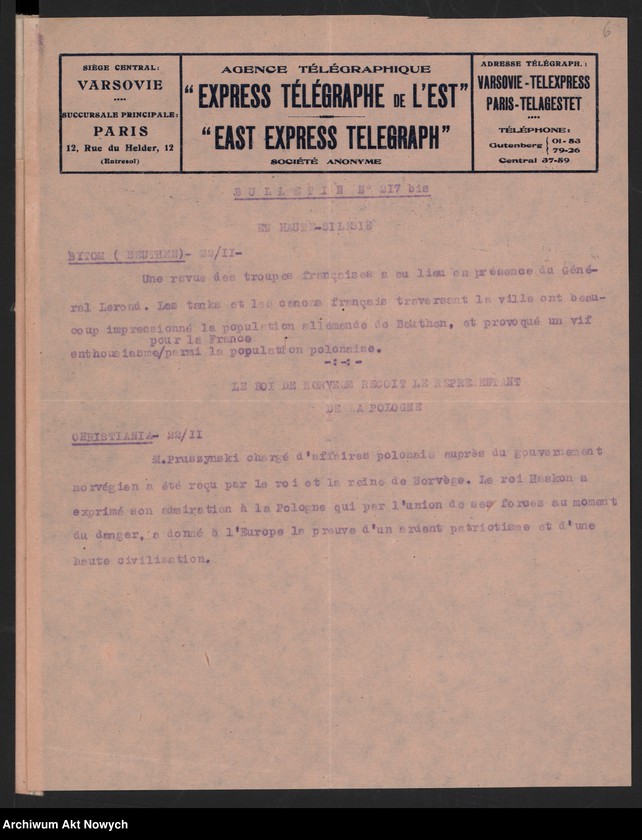 6
SIÈGE CENTRAL:
VARSOVIE
SUCCURSALE PRINCIPALE:
PARIS
12, Rue du Helder, 12
(Entresol)
AGENCE TÉLÉGRAPHIQUE
"EXPRESS TÉLÉGRAPHE DE L'EST"
"EAST EXPRESS TELEGRAPH"
SOCIÉTÉ ANONYME
ADRESSE TÉLÉGRAPH.:
VARSOVIE-TELEXPRESS
PARIS-TELAGESTET
TÉLÉPHONE:
Gutenberg { 01-53
79-26
Central 37-59
BULLETIN N° 217 bis
EN HAUTE-SILESIE
BYTOM ( BEUTHEN)- 22/II-
Une revue des troupes françaises a eu lieu en présence du Géné-
ral Lerond. Les tanks et les canons français traversant la ville ont beau-
coup impressionné la population allemande de Beuthen, et provoqué un vif
pour la France
enthousiasme/parmi la population polonaise.
-:-:-
LE ROI DE NORVEGE RECOIT LE REPRESENTANT
DE LA POLOGNE
CHRISTIANIA- 22/II
M.Pruszynski chargé d'affaires polonais auprès du gouvernement
norvégien a été reçu par le roi et la reine de Norvège. Le roi Haakon a
exprimé son admiration à la Pologne qui par l'union de ses forces au moment
du danger, a donné à l'Europe la preuve d'un ardent patriotisme et d'une
haute civilisation.
Archiwum Akt Nowych